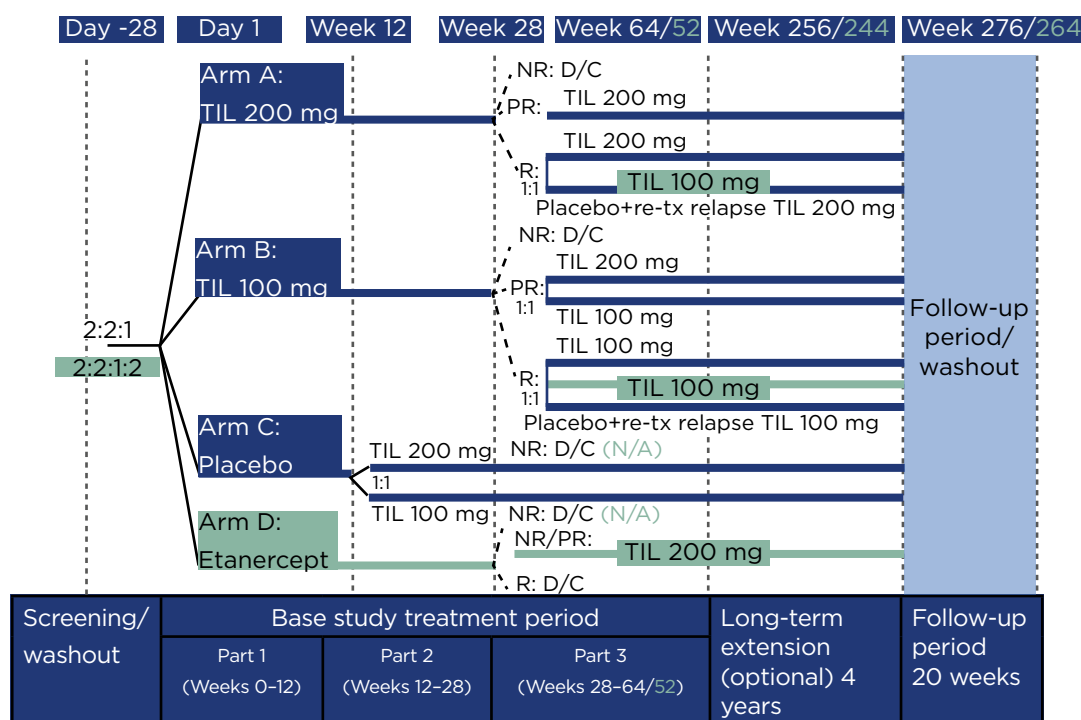 Day -28
Day 1
Week 12
Week 28
Week 64/52
Week 256/244
Week 276/264
Arm A:
TIL 200 mg
NR: D/C
PR:
TIL 200 mg
TIL 200 mg
R:
1:1
TIL 100 mg
Placebo+re-tx relapse TIL 200 mg
Arm B:
TIL 100 mg
NR: D/C
PR:
1:1
TIL 200 mg
TIL 100 mg
TIL 100 mg
R:
1:1
TIL 100 mg
Placebo+re-tx relapse TIL 100 mg
2:2:1
2:2:1:2
Follow-up
period/
washout
Arm C:
Placebo
TIL 200 mg
NR: D/C (N/A)
1:1
TIL 100 mg
NR: D/C (N/A)
Arm D:
Etanercept
NR/PR:
TIL 200 mg
R: D/C
Screening/
washout
Base study treatment period
Part 1
(Weeks 0–12)
Part 2
(Weeks 12–28)
Part 3
(Weeks 28–64/52)
Long-term
extension
(optional) 4
years
Follow-up
period
20 weeks